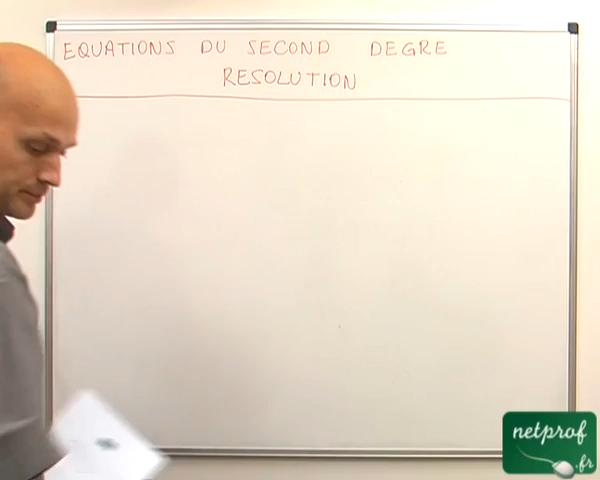 EQUATIONS DU SECOND DEGRE
RESOLUTION
netprof
.fr